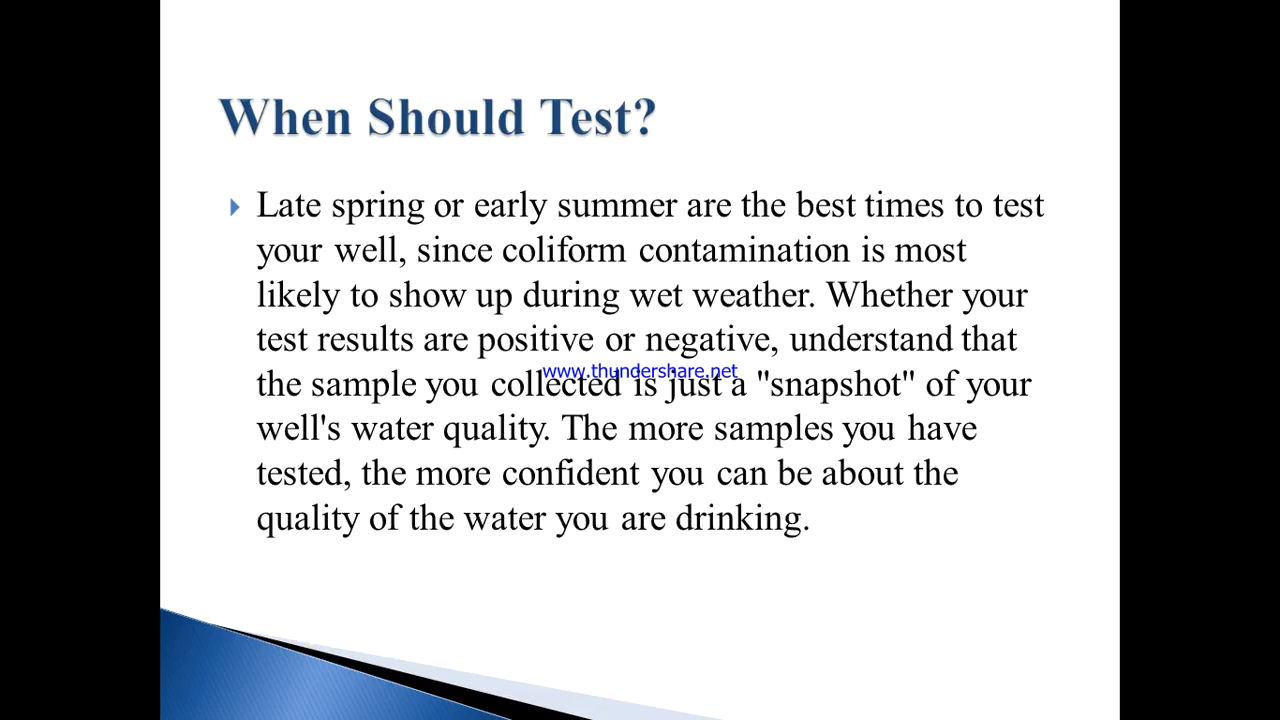 When Should Test?
Late spring or early summer are the best times to test
your well, since coliform contamination is most
likely to show up during wet weather. Whether your
test results are positive or negative, understand that
www.thundershare.net
the sample you collected is just a "snapshot" of your
well's water quality. The more samples you have
tested, the more confident you can be about the
quality of the water you are drinking.